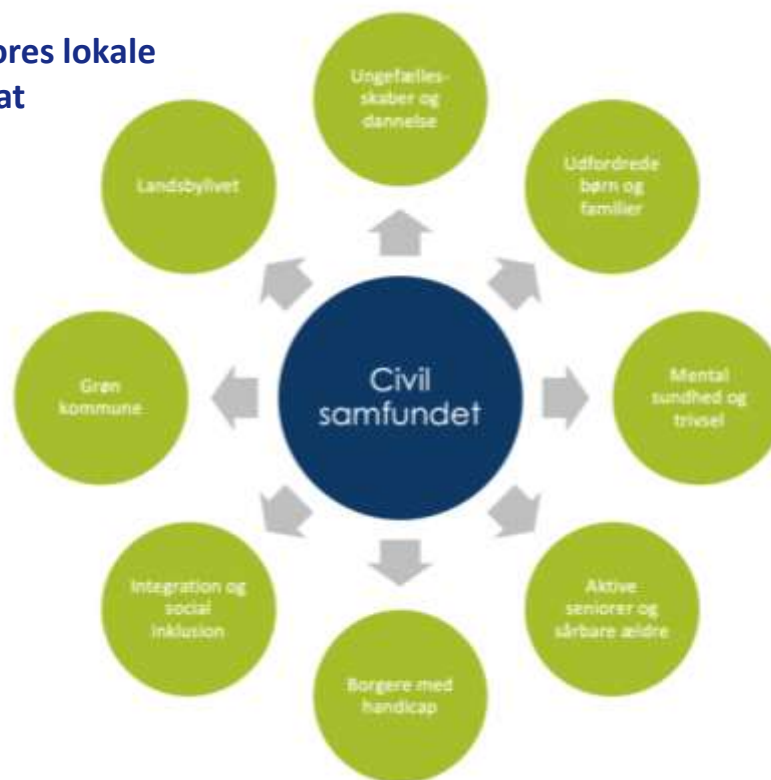 ores lokale
at
Ungefælles-
skaber og
dannelse
Udfordrede
børn og
familier
Mental
sundhed og
trivsel
Aktive
seniorer og
sårbare ældre
Borgere med
handicap
Integration og
social
inklusion
Grøn
kommune
Landsbylivet
Civil
samfundet